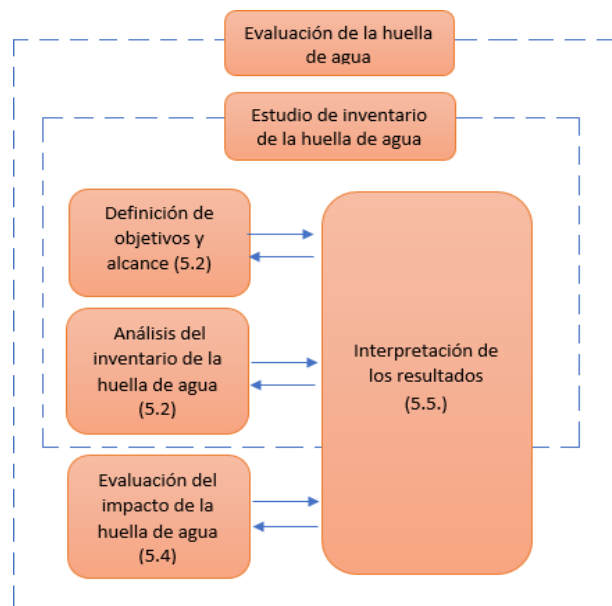 Evaluación de la huella
de agua
Estudio de inventario
de la huella de agua
Definición de
objetivos y
alcance (5.2)
Análisis del
inventario de la
huella de agua
(5.2)
Evaluación del
impacto de la
huella de agua
(5.4)
Interpretación de
los resultados
(5.5.)